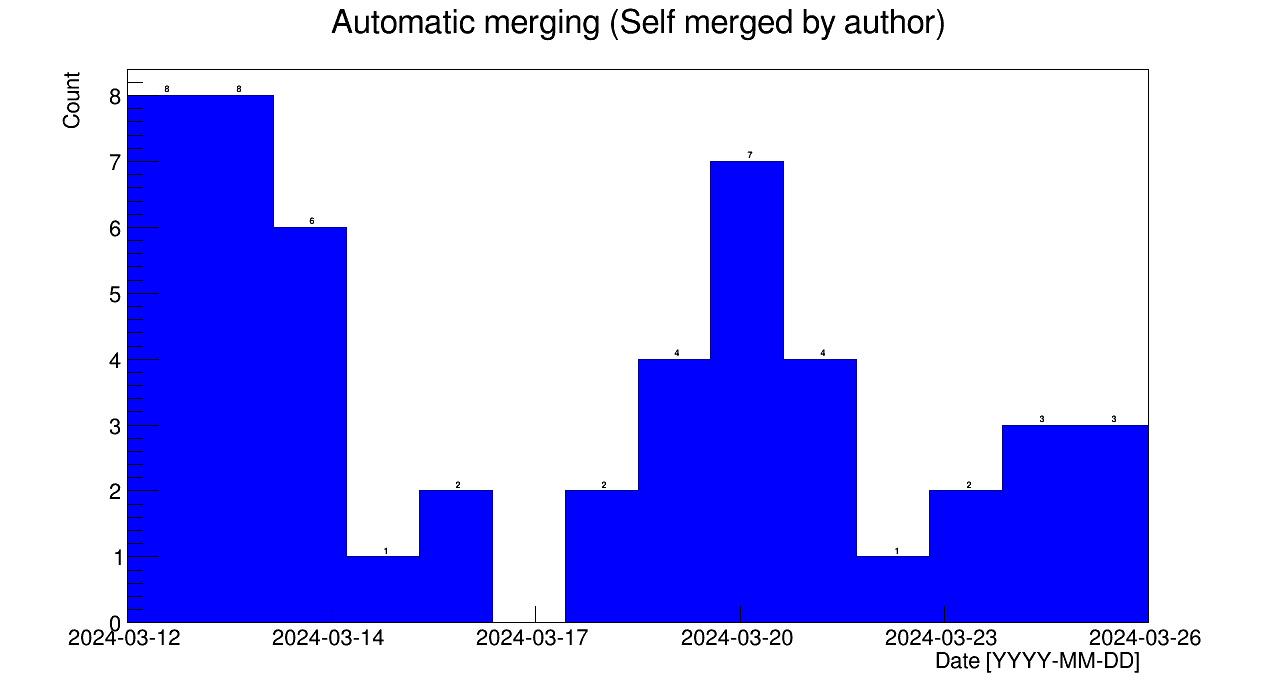 Automatic merging (Self merged by author)
Count
8
7
6
5
4
3
2
1
0
8 8 6 1 2 2 4 7 4 1 2 3 3
2024-03-12 2024-03-14 2024-03-17 2024-03-20 2024-03-23 2024-03-26
Date [YYYY-MM-DD]